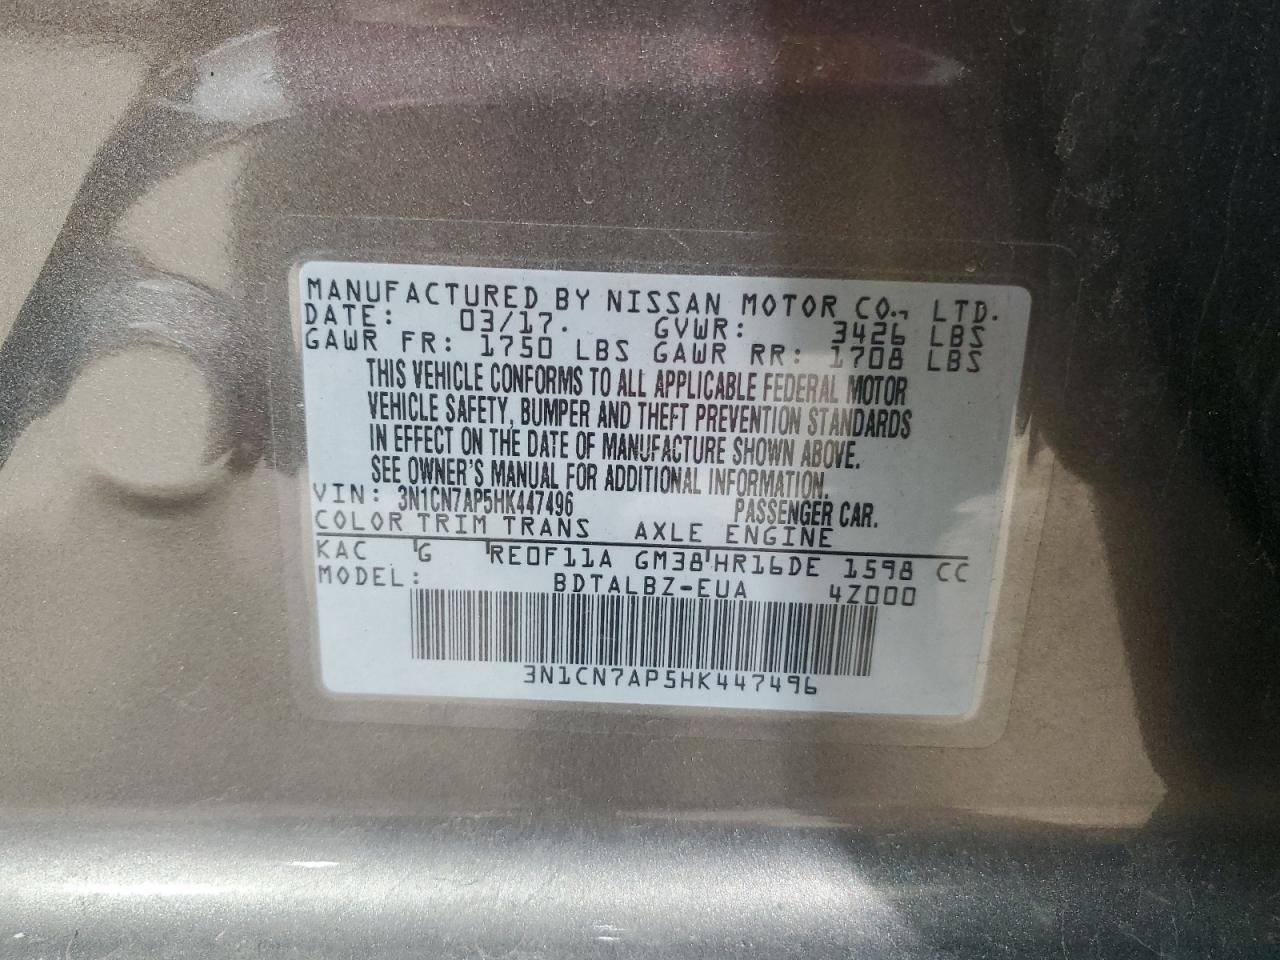 MANUFACTURED BY NISSAN MOTOR CO., LTD.
DATE: 03/17. GVWR: 3426 LBS
GAWR FR: 1750 LBS GAWR RR: 1708 LBS
THIS VEHICLE CONFORMS TO ALL APPLICABLE FEDERAL MOTOR
VEHICLE SAFETY, BUMPER AND THEFT PREVENTION STANDARDS
IN EFFECT ON THE DATE OF MANUFACTURE SHOWN ABOVE.
SEE OWNER'S MANUAL FOR ADDITIONAL INFORMATION.
VIN: 3N1CN7AP5HK447496 PASSENGER CAR.
COLOR TRIM TRANS AXLE ENGINE
KAC G RE0F11A GM38 HR16DE 1598 CC
MODEL: BDTALBZ-EUA 4Z000
3N1CN7AP5HK447496